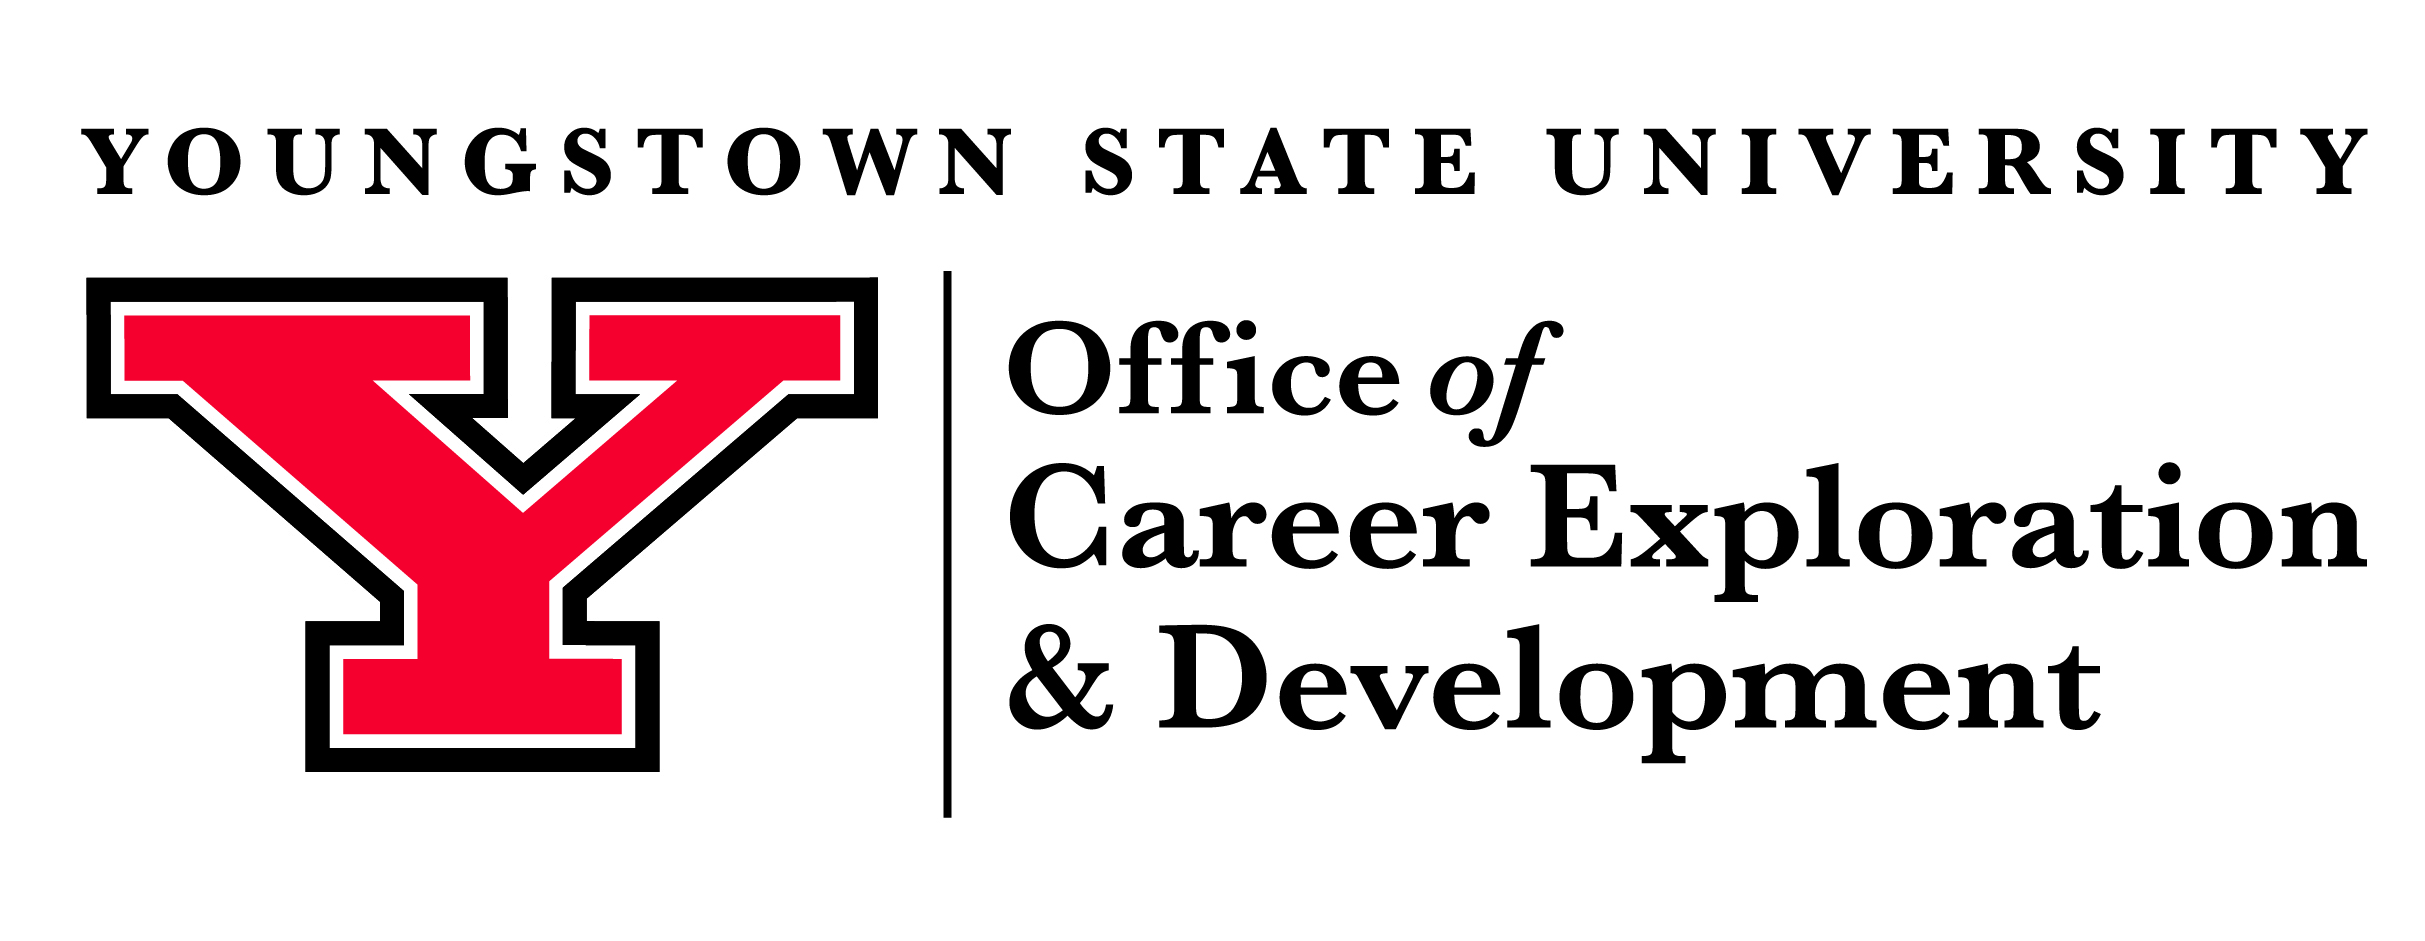 YOUNGSTOWN STATE UNIVERSITY
Y
Office of
Career Exploration
& Development